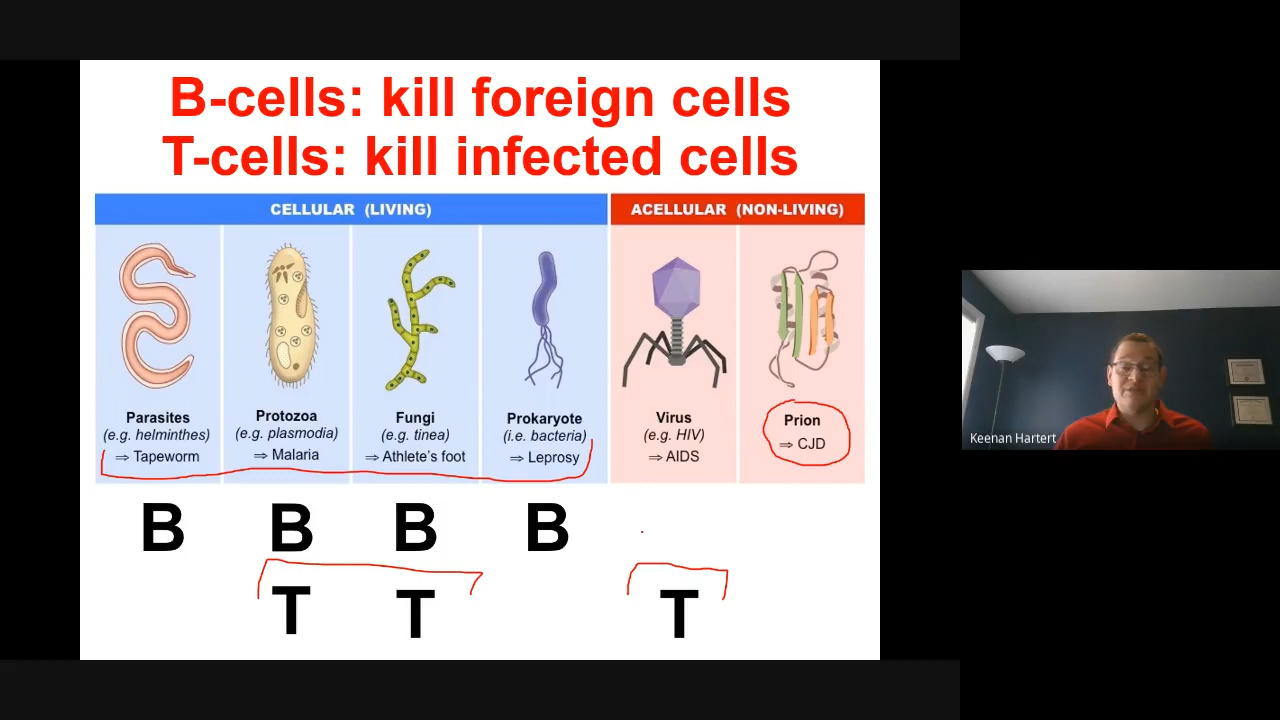 B-cells: kill foreign cells
T-cells: kill infected cells
CELLULAR (LIVING)
ACELLULAR (NON-LIVING)
Parasites
(e.g. helminthes)
⇒ Tapeworm
Protozoa
(e.g. plasmodia)
⇒ Malaria
Fungi
(e.g. tinea)
⇒ Athlete's foot
Prokaryote
(i.e. bacteria)
⇒ Leprosy
Virus
(e.g. HIV)
⇒ AIDS
Prion
⇒ CJD
B B B B
T T T
Keenan Hartert